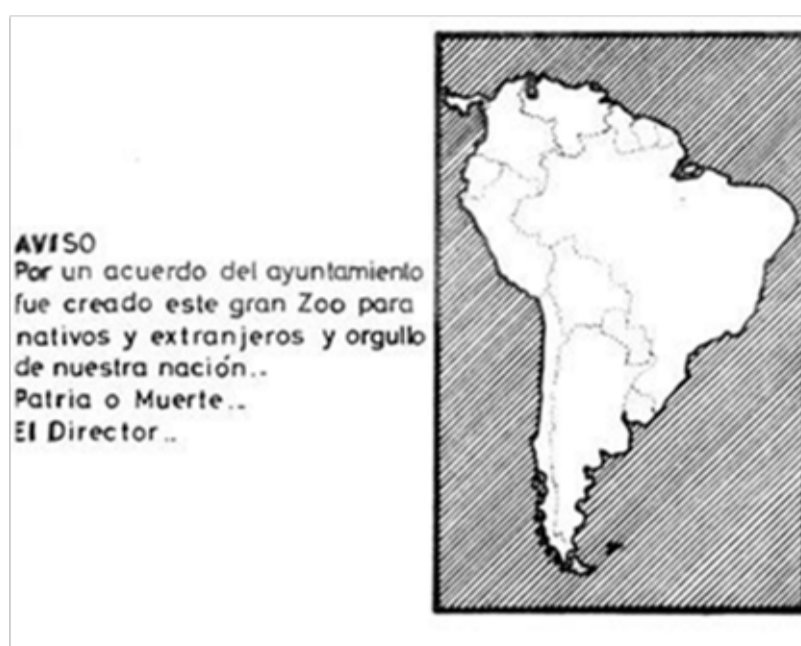 AVISO
Por un acuerdo del ayuntamiento
fue creado este gran Zoo para
nativos y extranjeros y orgullo
de nuestra nación..
Patria o Muerte..
El Director..